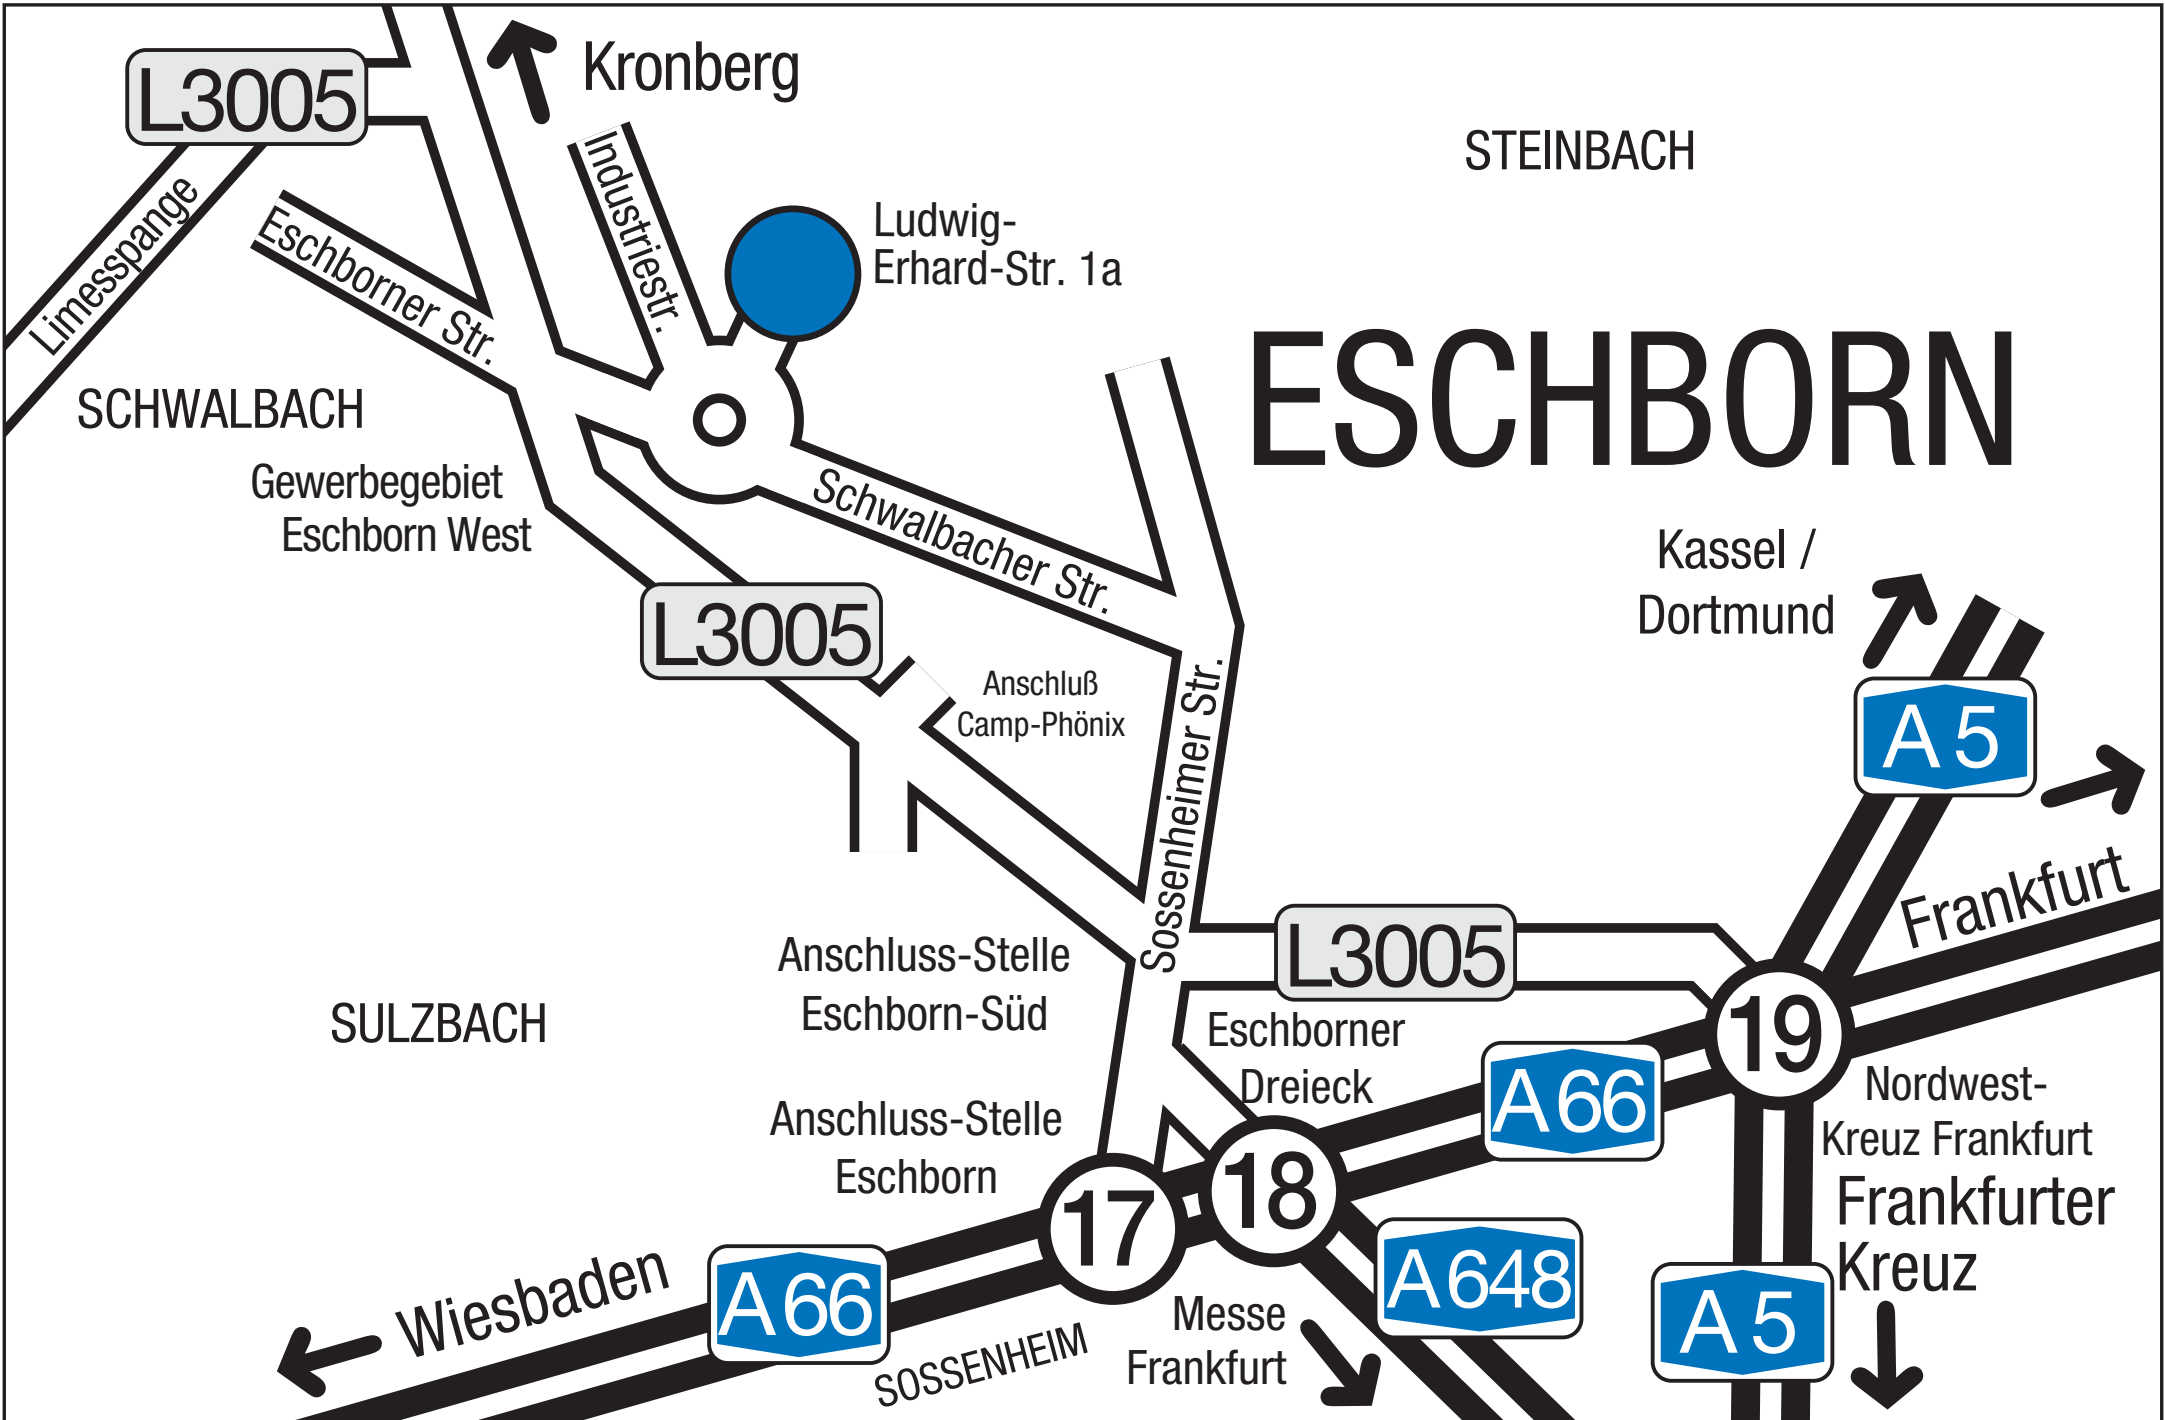 L3005
Kronberg
STEINBACH
Industriestr.
Limesspange
Eschborner Str.
Ludwig-
Erhard-Str. 1a
ESCHBORN
SCHWALBACH
Gewerbegebiet
Eschborn West
Schwalbacher Str.
Kassel /
Dortmund
L3005
Anschluß
Camp-Phönix
Sossenheimer Str.
A 5
Frankfurt
Anschluss-Stelle
Eschborn-Süd
L3005
SULZBACH
Eschborner
Dreieck
19
A 66
Nordwest-
Kreuz Frankfurt
Anschluss-Stelle
Eschborn
17
18
Frankfurter
Kreuz
Wiesbaden
A 66
A 648
A 5
SOSSENHEIM
Messe
Frankfurt